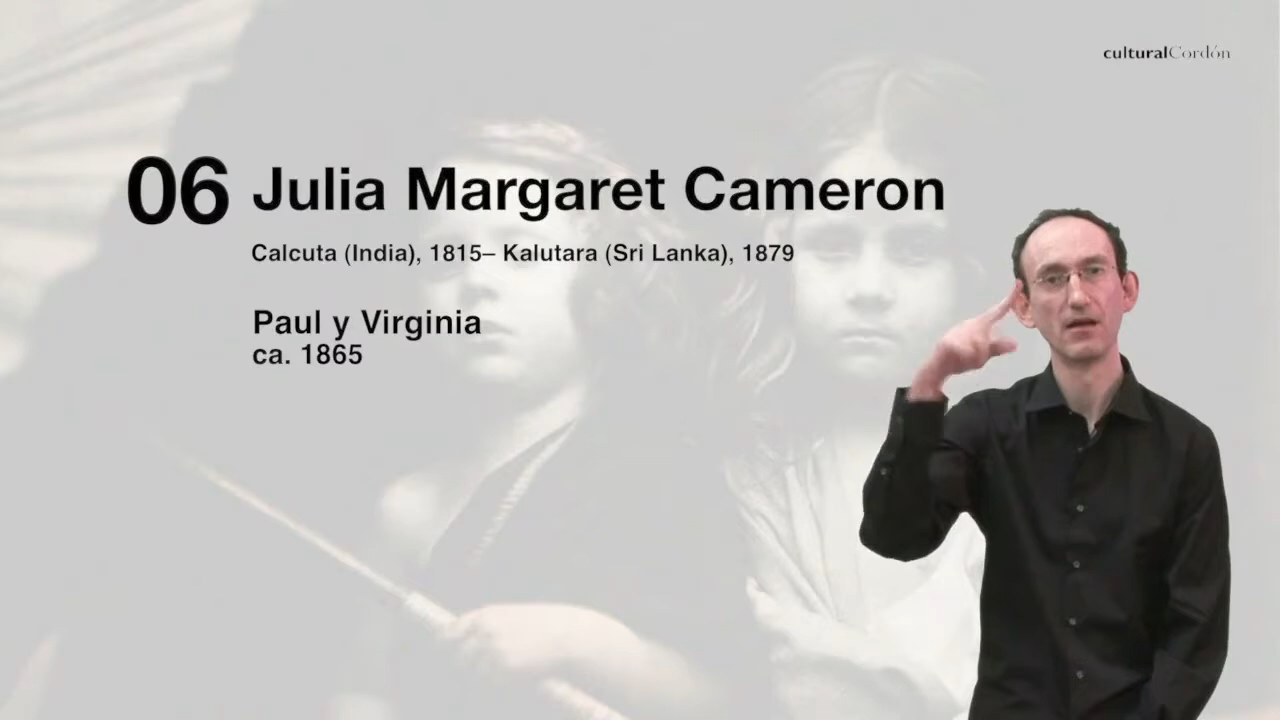 culturalCordón
06 Julia Margaret Cameron
Calcuta (India), 1815– Kalutara (Sri Lanka), 1879
Paul y Virginia
ca. 1865